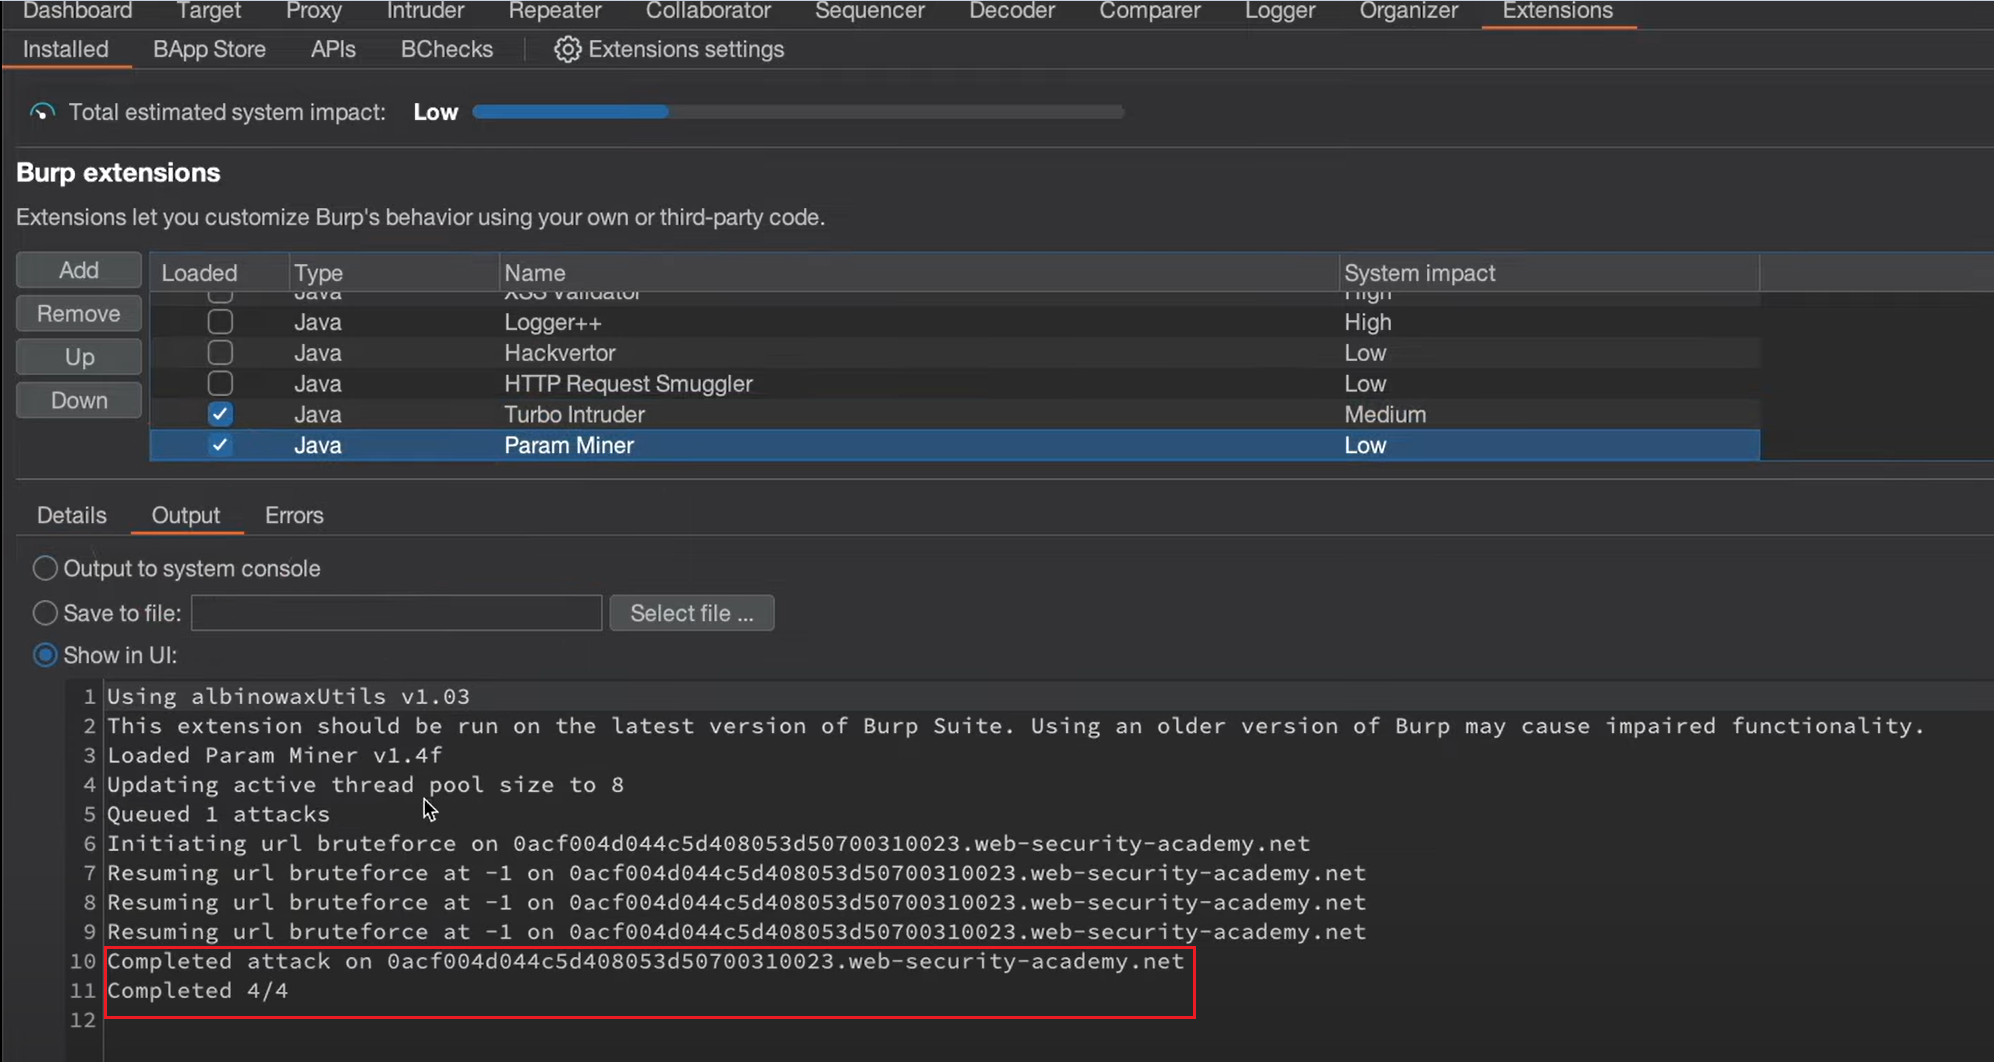 Dashboard Target Proxy Intruder Repeater Collaborator Sequencer Decoder Comparer Logger Organizer Extensions
Installed BApp Store APIs BChecks Extensions settings
Total estimated system impact: Low
Burp extensions
Extensions let you customize Burp's behavior using your own or third-party code.
Add
Remove
Up
Down
Loaded Type Name System impact
Java XSS Validator High
Java Logger++ High
Java Hackvertor Low
Java HTTP Request Smuggler Low
Java Turbo Intruder Medium
Java Param Miner Low
Details Output Errors
Output to system console
Save to file: Select file ...
Show in UI:
1 Using albinowaxUtils v1.03
2 This extension should be run on the latest version of Burp Suite. Using an older version of Burp may cause impaired functionality.
3 Loaded Param Miner v1.4f
4 Updating active thread pool size to 8
5 Queued 1 attacks
6 Initiating url bruteforce on 0acf004d044c5d408053d50700310023.web-security-academy.net
7 Resuming url bruteforce at -1 on 0acf004d044c5d408053d50700310023.web-security-academy.net
8 Resuming url bruteforce at -1 on 0acf004d044c5d408053d50700310023.web-security-academy.net
9 Resuming url bruteforce at -1 on 0acf004d044c5d408053d50700310023.web-security-academy.net
10 Completed attack on 0acf004d044c5d408053d50700310023.web-security-academy.net
11 Completed 4/4
12